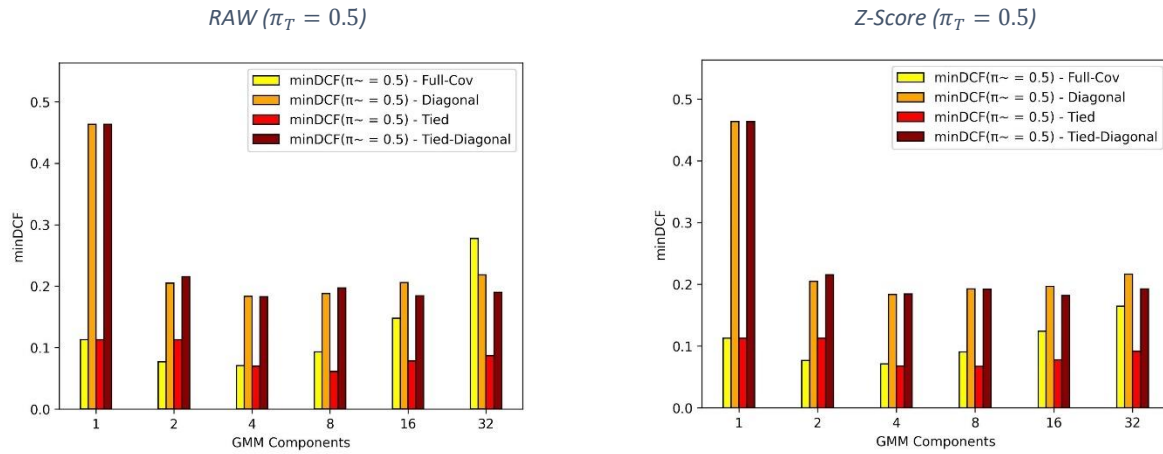 RAW (π_T = 0.5)
minDCF(π~ = 0.5) - Full-Cov
minDCF(π~ = 0.5) - Diagonal
minDCF(π~ = 0.5) - Tied
minDCF(π~ = 0.5) - Tied-Diagonal
minDCF
0.5
0.4
0.3
0.2
0.1
0.0
1 2 4 8 16 32
GMM Components
Z-Score (π_T = 0.5)
minDCF(π~ = 0.5) - Full-Cov
minDCF(π~ = 0.5) - Diagonal
minDCF(π~ = 0.5) - Tied
minDCF(π~ = 0.5) - Tied-Diagonal
minDCF
0.5
0.4
0.3
0.2
0.1
0.0
1 2 4 8 16 32
GMM Components